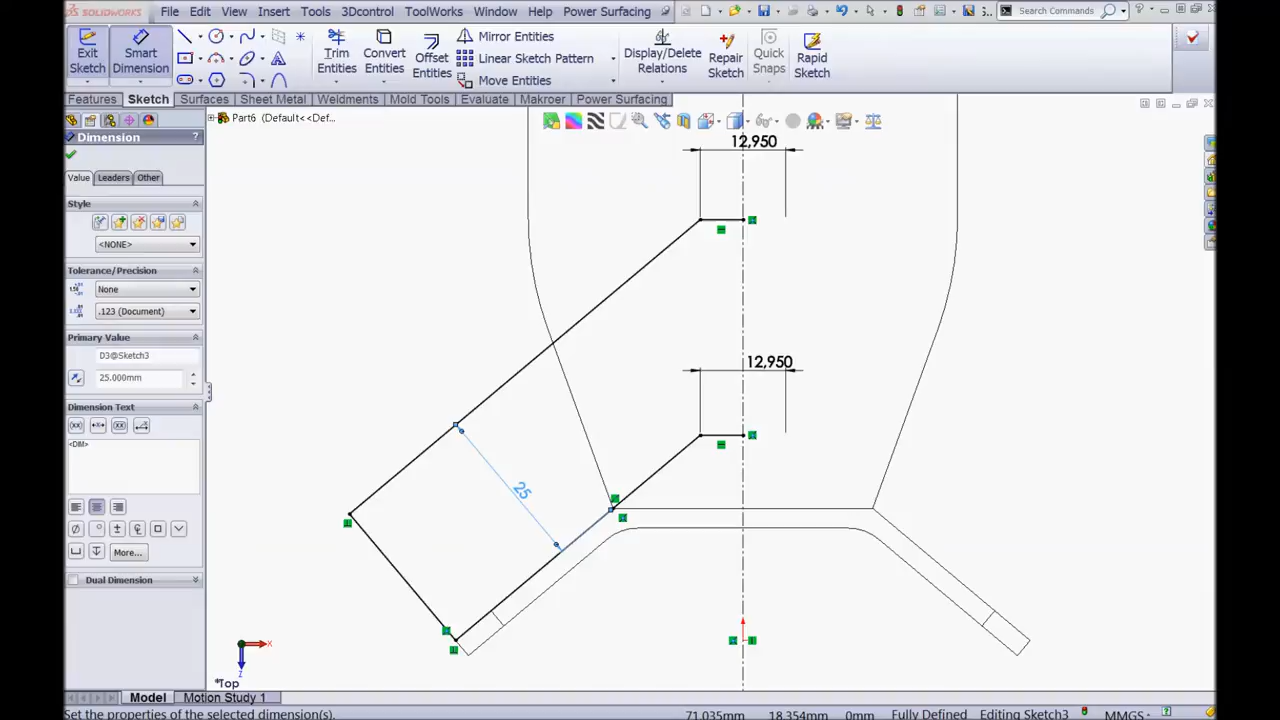 SOLIDWORKS File Edit View Insert Tools 3Dcontrol ToolWorks Window Help Power Surfacing Search Commands
Exit Sketch
Smart Dimension
Trim Entities
Convert Entities
Offset Entities
Mirror Entities
Linear Sketch Pattern
Move Entities
Display/Delete Relations
Repair Sketch
Quick Snaps
Rapid Sketch
Features Sketch Surfaces Sheet Metal Weldments Mold Tools Evaluate Makroer Power Surfacing
Part6 (Default<<Def...
Dimension ?
Value Leaders Other
Style
<NONE>
Tolerance/Precision
None
.123 (Document)
Primary Value
D3@Sketch3
25.000mm
Dimension Text
<DIM>
More...
Dual Dimension
12,950
12,950
25
X
Z
*Top
Model Motion Study 1
Set the properties of the selected dimension(s). 71.035mm 18.354mm 0mm Fully Defined Editing Sketch3 MMGS